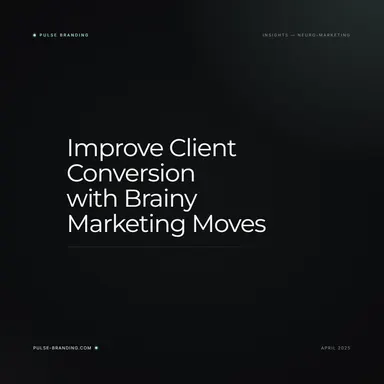 PULSE BRANDING
INSIGHTS — NEURO-MARKETING
Improve Client
Conversion
with Brainy
Marketing Moves
PULSE-BRANDING.COM
APRIL 2025